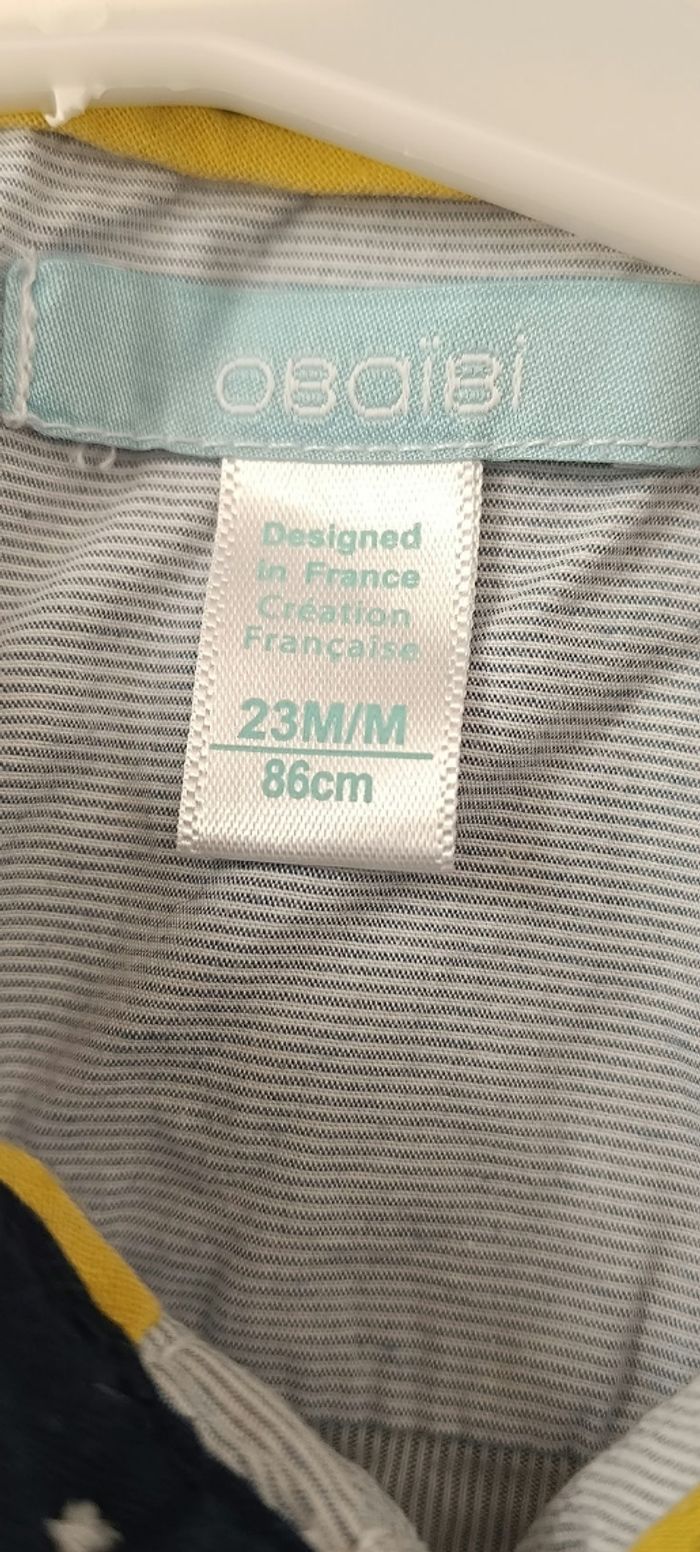 obaïbi
Designed
in France
Création
Française
23M/M
86cm